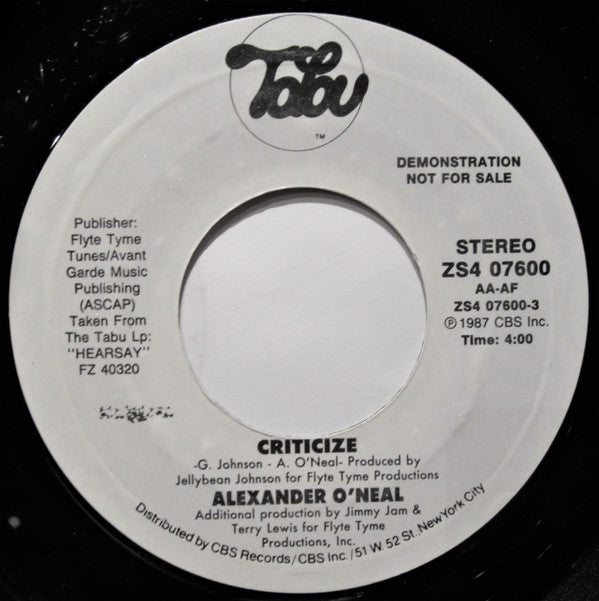 Tabu
TM
DEMONSTRATION
NOT FOR SALE
Publisher:
Flyte Tyme
Tunes/Avant
Garde Music
Publishing
(ASCAP)
Taken From
The Tabu Lp:
"HEARSAY"
FZ 40320
STEREO
ZS4 07600
AA-AF
ZS4 07600-3
Ⓟ1987 CBS Inc.
Time: 4:00
CRITICIZE
-G. Johnson - A. O'Neal- Produced by
Jellybean Johnson for Flyte Tyme Productions
ALEXANDER O'NEAL
Additional production by Jimmy Jam &
Terry Lewis for Flyte Tyme
Productions, Inc.
Distributed by CBS Records/CBS Inc./51 W. 52 St. New York City